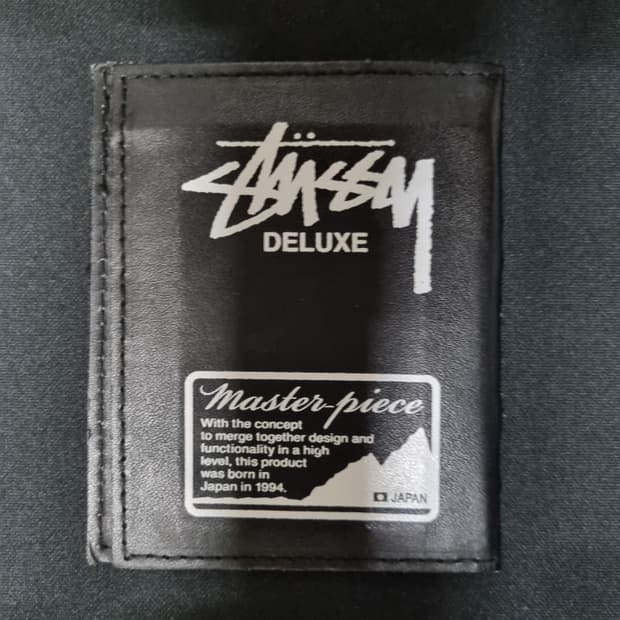 Stüssy
DELUXE
Master-piece
With the concept
to merge together design and
functionality in a high
level, this product
was born in
Japan in 1994.
JAPAN